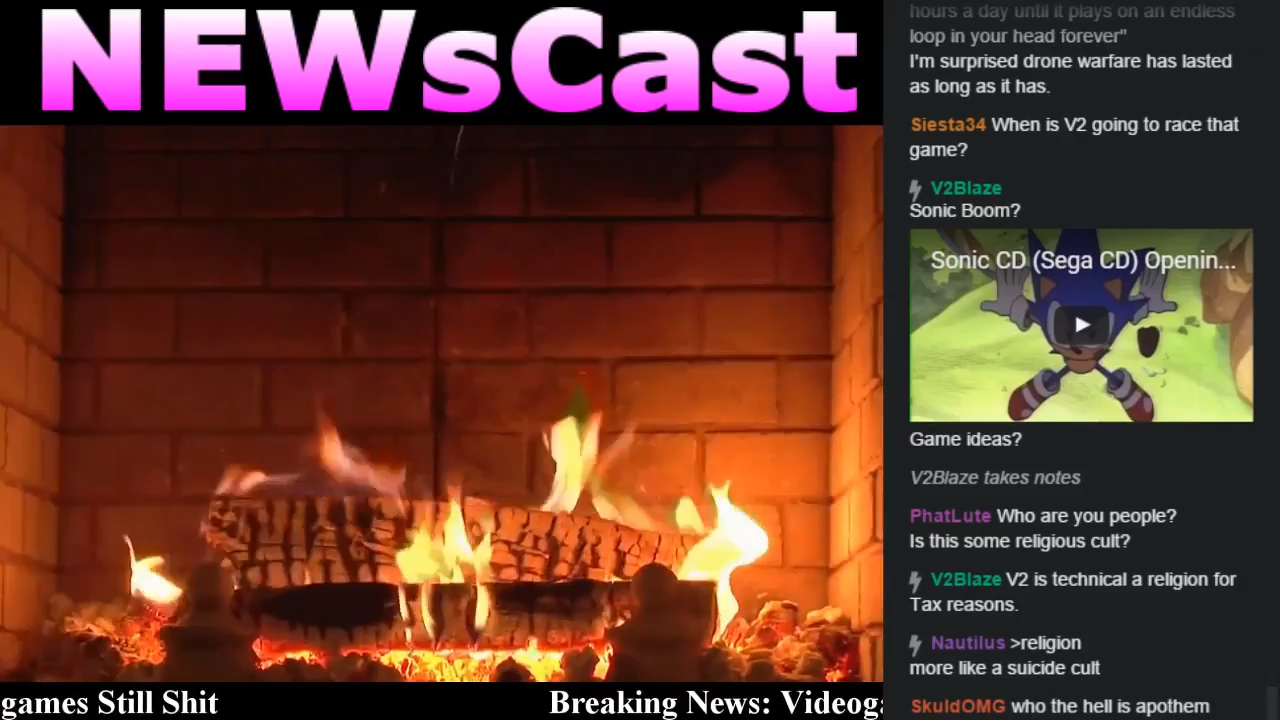 NEWsCast
games Still Shit
Breaking News: Videoga
hours a day until it plays on an endless
loop in your head forever"
I'm surprised drone warfare has lasted
as long as it has.
Siesta34 When is V2 going to race that
game?
V2Blaze
Sonic Boom?
Sonic CD (Sega CD) Openin...
Game ideas?
V2Blaze takes notes
PhatLute Who are you people?
Is this some religious cult?
V2Blaze V2 is technical a religion for
Tax reasons.
Nautilus >religion
more like a suicide cult
SkuldOMG who the hell is apothem